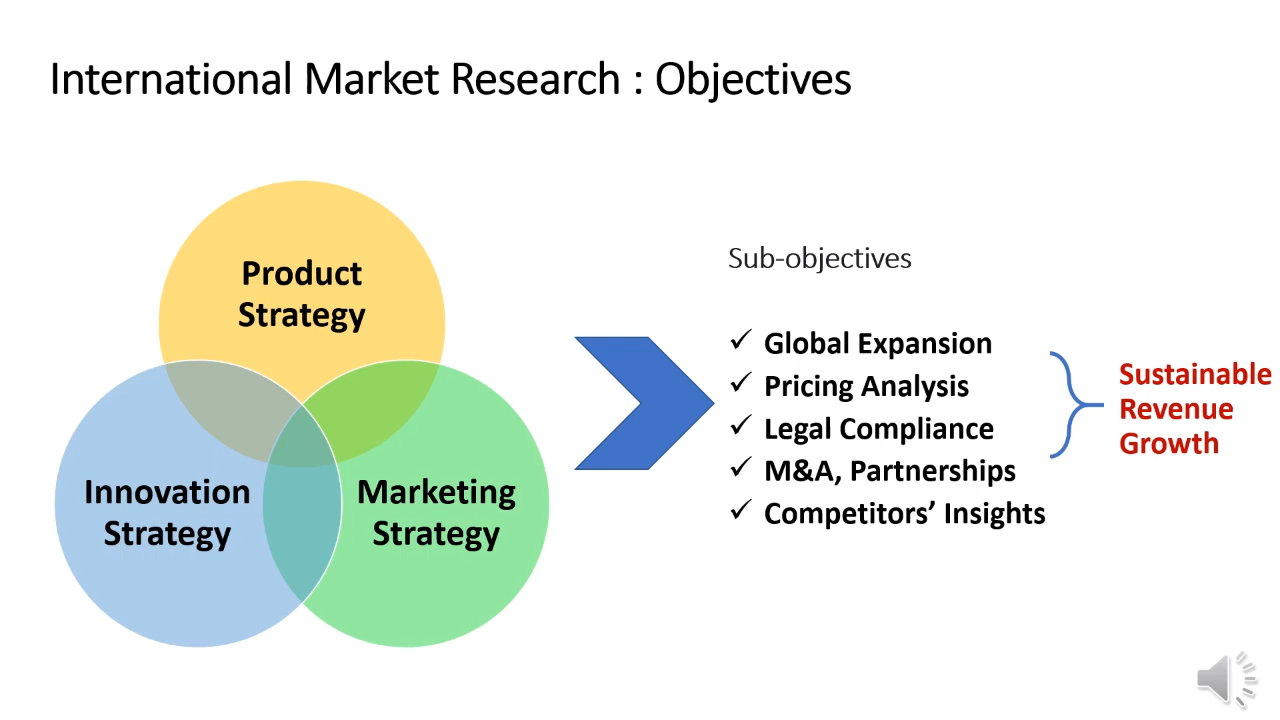 International Market Research : Objectives
Product
Strategy
Innovation
Strategy
Marketing
Strategy
Sub-objectives
✓ Global Expansion
✓ Pricing Analysis
✓ Legal Compliance
✓ M&A, Partnerships
✓ Competitors’ Insights
Sustainable
Revenue
Growth